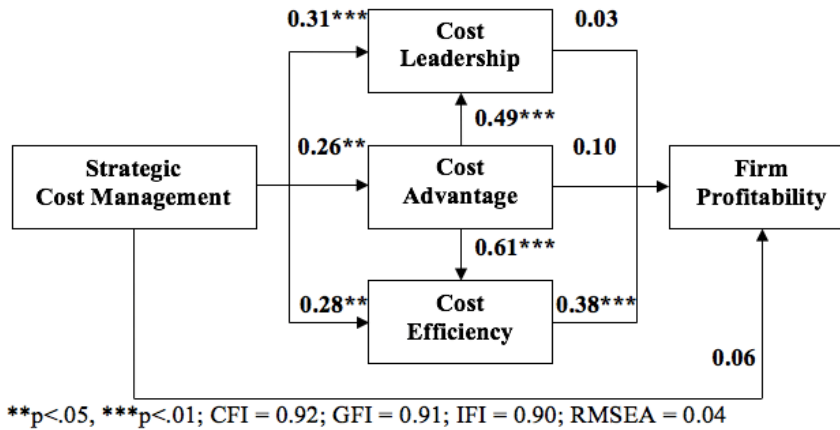 0.31***
Cost
Leadership
0.03
0.49***
Strategic
Cost Management
0.26**
Cost
Advantage
0.10
Firm
Profitability
0.61***
0.28**
Cost
Efficiency
0.38***
0.06
**p<.05, ***p<.01; CFI = 0.92; GFI = 0.91; IFI = 0.90; RMSEA = 0.04